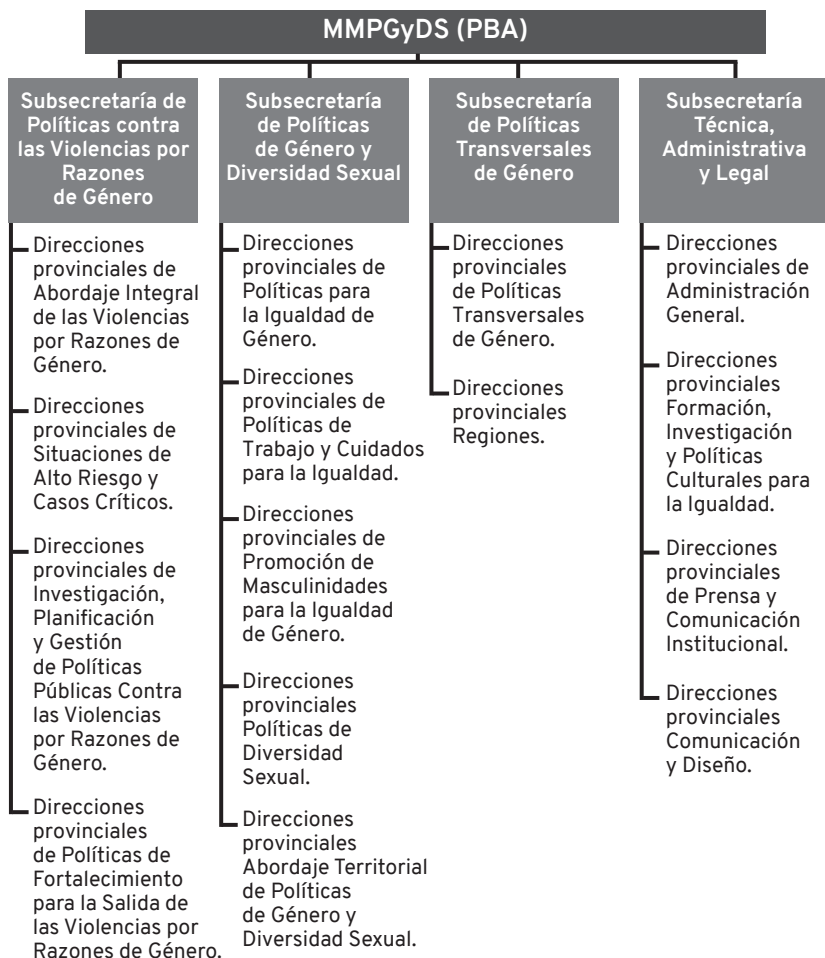 MMPGyDS (PBA)
Subsecretaría de
Políticas contra
las Violencias por
Razones
de Género
Direcciones
provinciales de
Abordaje Integral
de las Violencias
por Razones de
Género.
Direcciones
provinciales de
Situaciones de
Alto Riesgo y
Casos Críticos.
Direcciones
provinciales de
Investigación,
Planificación
y Gestión
de Políticas
Públicas Contra
las Violencias
por Razones de
Género.
Direcciones
provinciales
de Políticas de
Fortalecimiento
para la Salida de
las Violencias por
Razones de Género.
Subsecretaría
de Políticas
de Género y
Diversidad Sexual
Direcciones
provinciales de
Políticas para
la Igualdad de
Género.
Direcciones
provinciales de
Políticas de
Trabajo y Cuidados
para la Igualdad.
Direcciones
provinciales de
Promoción de
Masculinidades
para la Igualdad
de Género.
Direcciones
provinciales
Políticas de
Diversidad
Sexual.
Direcciones
provinciales
Abordaje Territorial
de Políticas
de Género y
Diversidad Sexual.
Subsecretaría
de Políticas
Transversales
de Género
Direcciones
provinciales
de Políticas
Transversales
de Género.
Direcciones
provinciales
Regiones.
Subsecretaría
Técnica,
Administrativa
y Legal
Direcciones
provinciales de
Administración
General.
Direcciones
provinciales
Formación,
Investigación
y Políticas
Culturales para
la Igualdad.
Direcciones
provinciales
de Prensa y
Comunicación
Institucional.
Direcciones
provinciales
Comunicación
y Diseño.